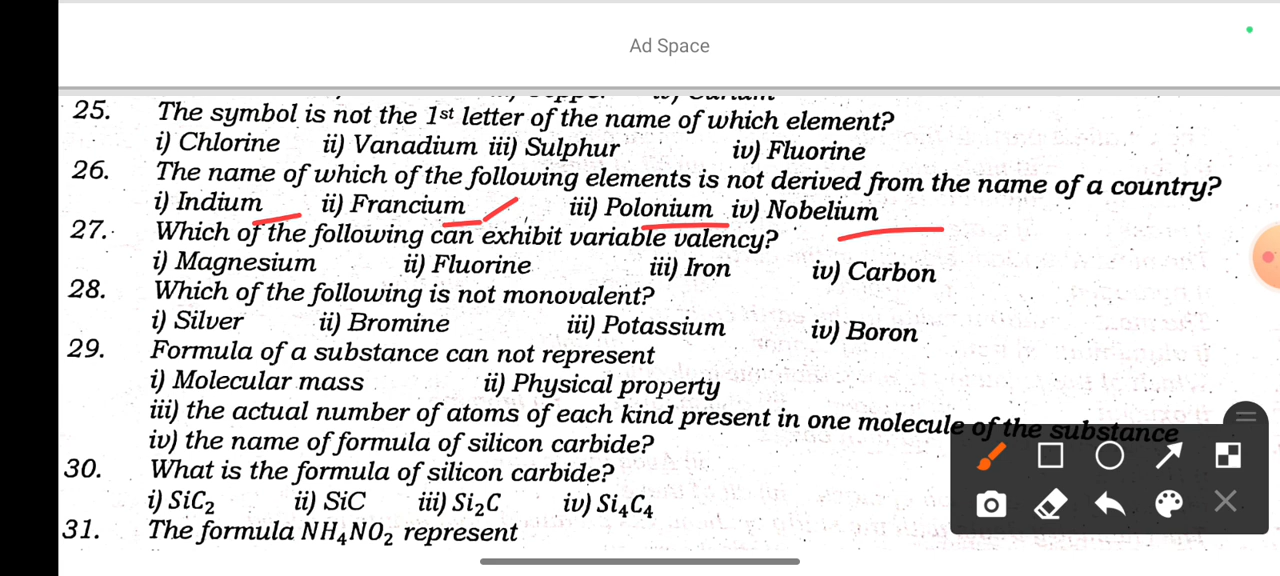 Ad Space
25. The symbol is not the 1st letter of the name of which element?
i) Chlorine ii) Vanadium iii) Sulphur iv) Fluorine
26. The name of which of the following elements is not derived from the name of a country?
i) Indium ii) Francium iii) Polonium iv) Nobelium
27. Which of the following can exhibit variable valency?
i) Magnesium ii) Fluorine iii) Iron iv) Carbon
28. Which of the following is not monovalent?
i) Silver ii) Bromine iii) Potassium iv) Boron
29. Formula of a substance can not represent
i) Molecular mass ii) Physical property
iii) the actual number of atoms of each kind present in one molecule of the substance
iv) the name of formula of silicon carbide?
30. What is the formula of silicon carbide?
i) SiC₂ ii) SiC iii) Si₂C iv) Si₄C₄
31. The formula NH₄NO₂ represent